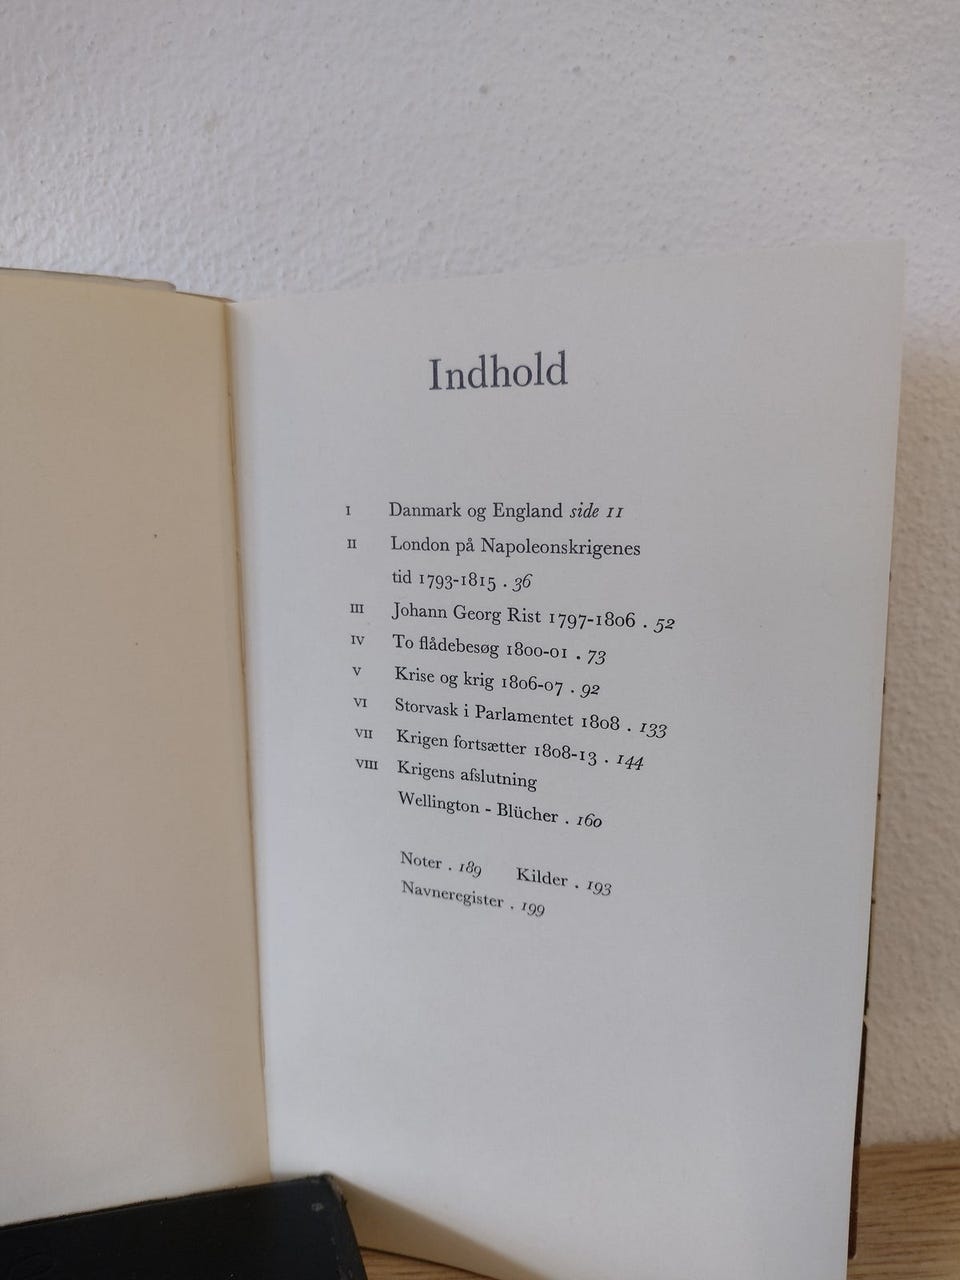 Indhold
I Danmark og England side 11
II London på Napoleonskrigenes
tid 1793-1815 . 36
III Johann Georg Rist 1797-1806 . 52
IV To flådebesøg 1800-01 . 73
V Krise og krig 1806-07 . 92
VI Storvask i Parlamentet 1808 . 133
VII Krigen fortsætter 1808-13 . 144
VIII Krigens afslutning
Wellington - Blücher . 160
Noter . 189 Kilder . 193
Navneregister . 199